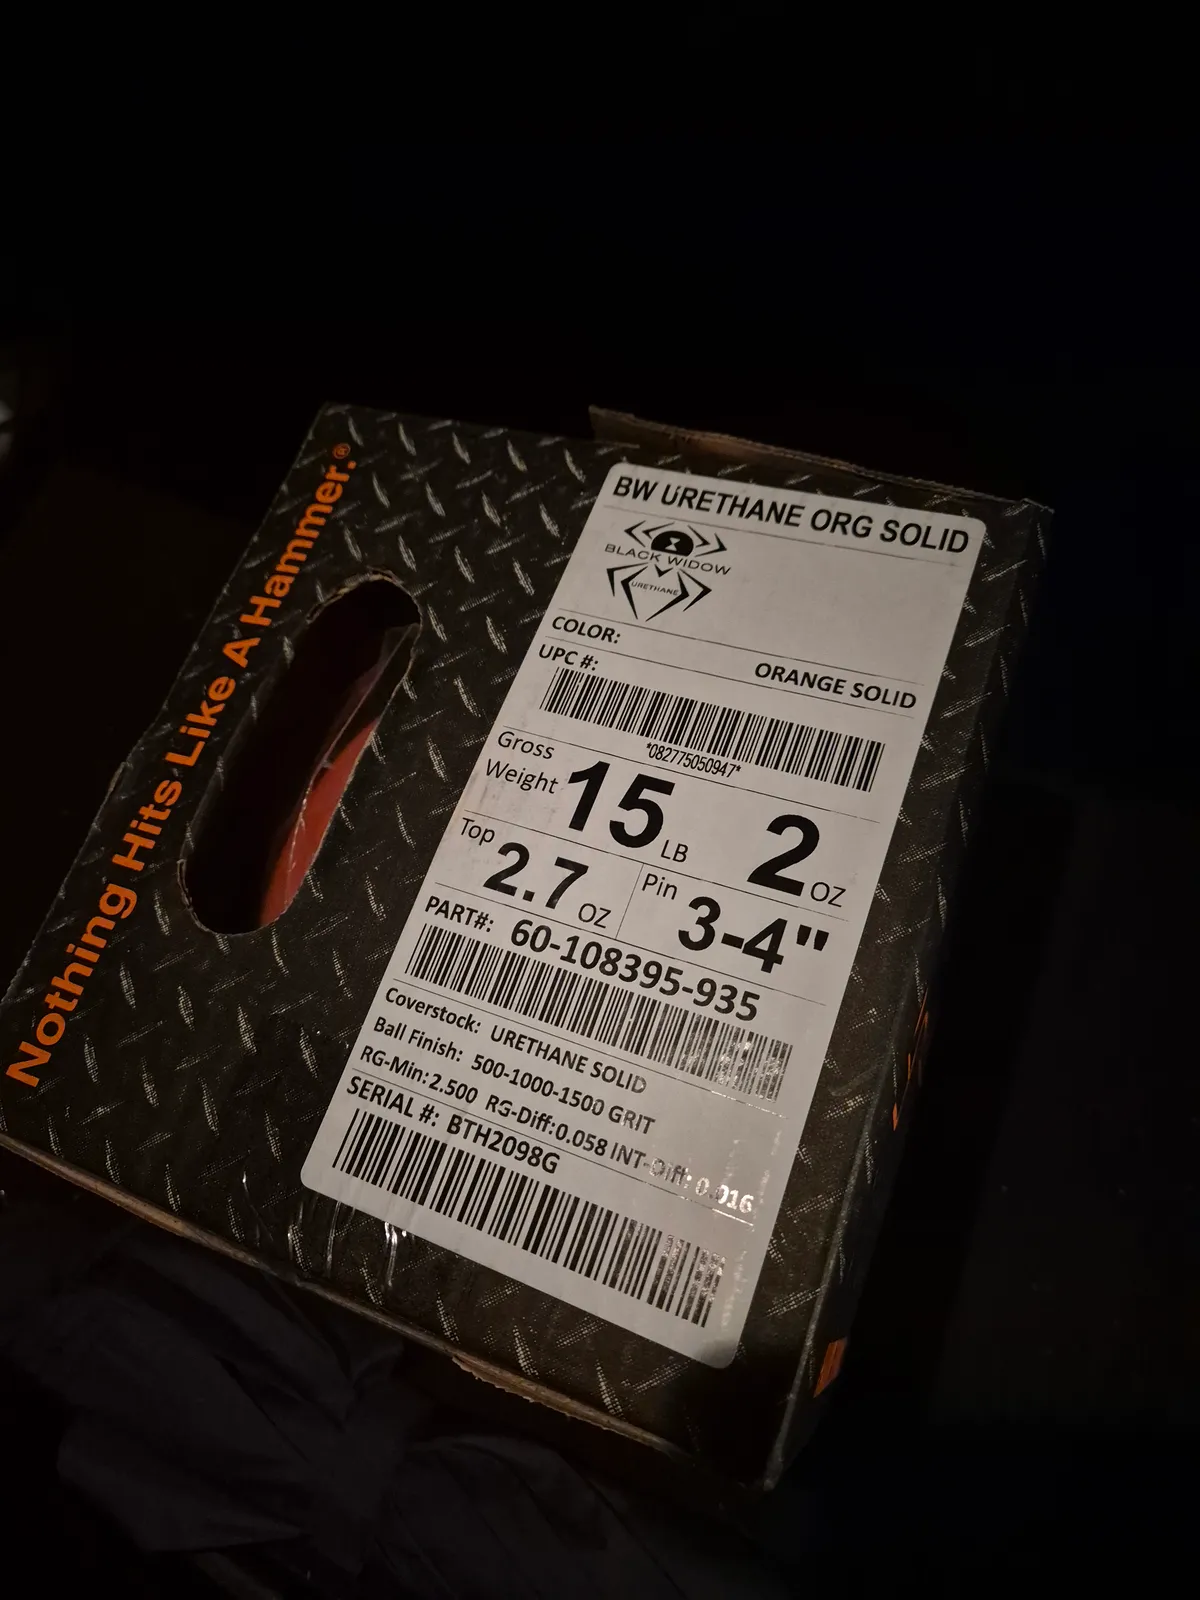 Nothing Hits Like A Hammer.®
BW URETHANE ORG SOLID
BLACK WIDOW
URETHANE
COLOR:
ORANGE SOLID
UPC #:
*082775050947*
Gross Weight 15 LB 2 OZ
Top 2.7 OZ Pin 3-4"
PART#: 60-108395-935
Coverstock: URETHANE SOLID
Ball Finish: 500-1000-1500 GRIT
RG-Min:2.500 RG-Diff:0.058 INT-Diff: 0.016
SERIAL #: BTH2098G